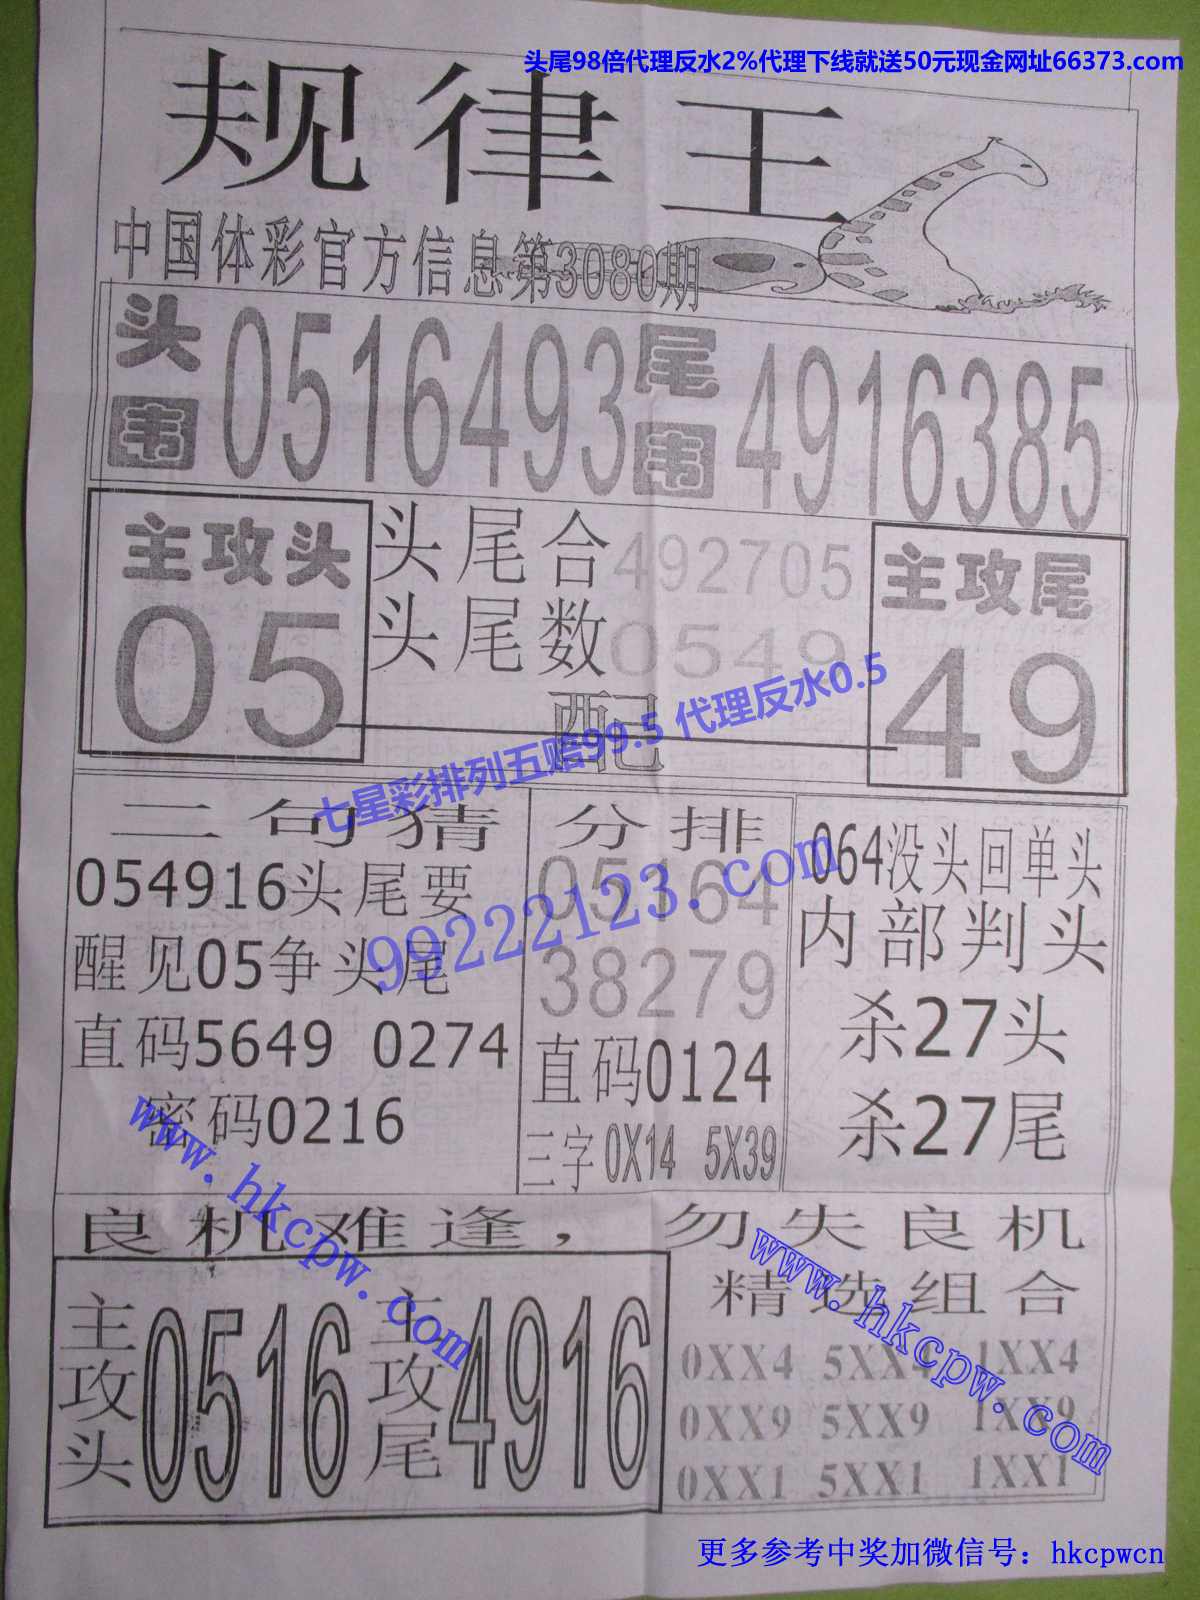 头尾98倍代理反水2%代理下线就送50元现金网址66373.com
规律王
中国体彩官方信息第3080期
头围 0516493 尾围 4916385
主攻头 05
头尾合 492705
头尾数 0549
配
主攻尾 49
七星彩排列五赔99.5 代理反水0.5
99222123.com
二句猜
054916头尾要
醒见05争头尾
直码5649 0274
密码0216
分排
05164
38279
直码0124
三字 0X14 5X39
064没头回单头
内部判头
杀27头
杀27尾
www.hkcpw.com
www.hkcpw.com
良机难逢，勿失良机
主攻头 0516 主攻尾 4916
精选组合
0XX4 5XX4 1XX4
0XX9 5XX9 1XX9
0XX1 5XX1 1XX1
更多参考中奖加微信号：hkcpwcn